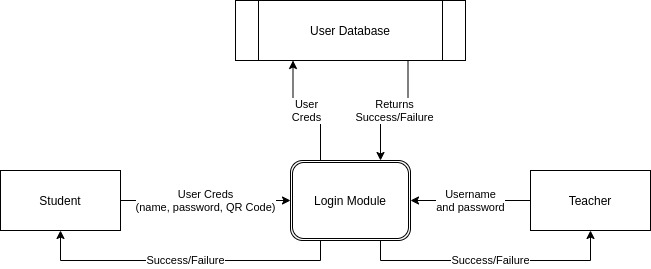 User Database
User
Creds
Returns
Success/Failure
Student
User Creds
(name, password, QR Code)
Login Module
Username
and password
Teacher
Success/Failure
Success/Failure